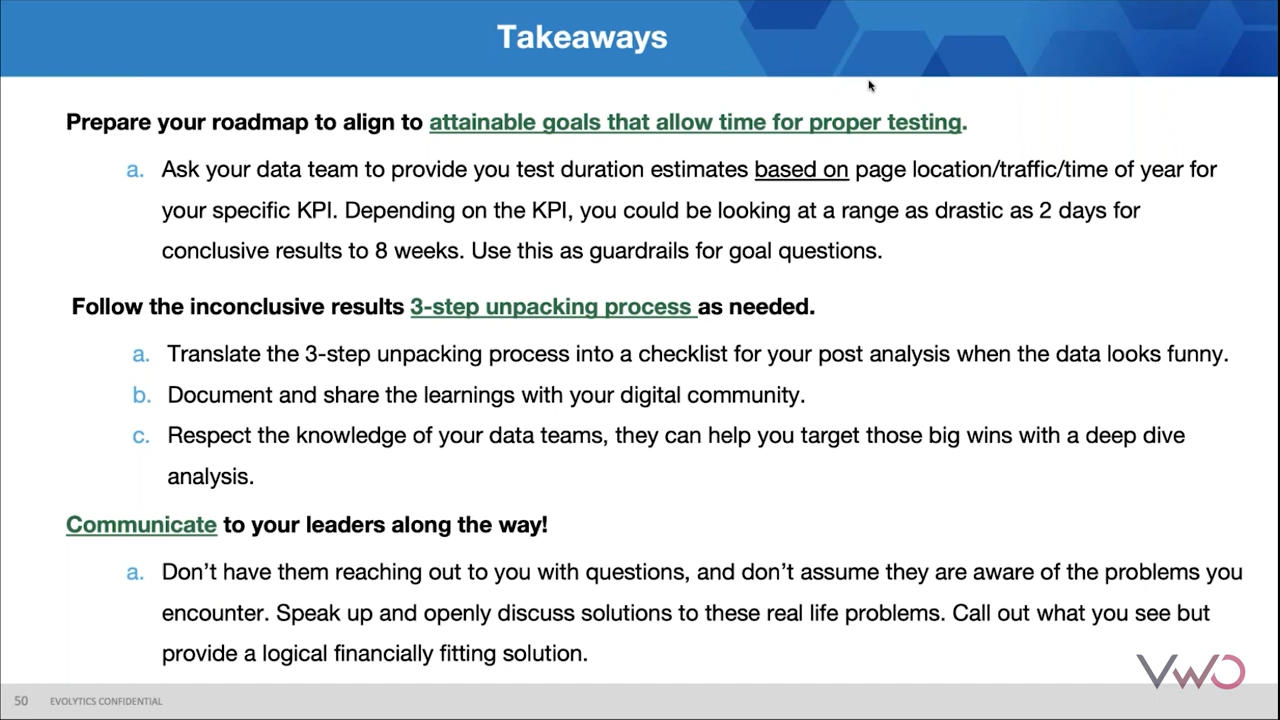 Takeaways
Prepare your roadmap to align to attainable goals that allow time for proper testing.
a. Ask your data team to provide you test duration estimates based on page location/traffic/time of year for
your specific KPI. Depending on the KPI, you could be looking at a range as drastic as 2 days for
conclusive results to 8 weeks. Use this as guardrails for goal questions.
Follow the inconclusive results 3-step unpacking process as needed.
a. Translate the 3-step unpacking process into a checklist for your post analysis when the data looks funny.
b. Document and share the learnings with your digital community.
c. Respect the knowledge of your data teams, they can help you target those big wins with a deep dive
analysis.
Communicate to your leaders along the way!
a. Don’t have them reaching out to you with questions, and don’t assume they are aware of the problems you
encounter. Speak up and openly discuss solutions to these real life problems. Call out what you see but
provide a logical financially fitting solution.
VWO
50 EVOLYTICS CONFIDENTIAL